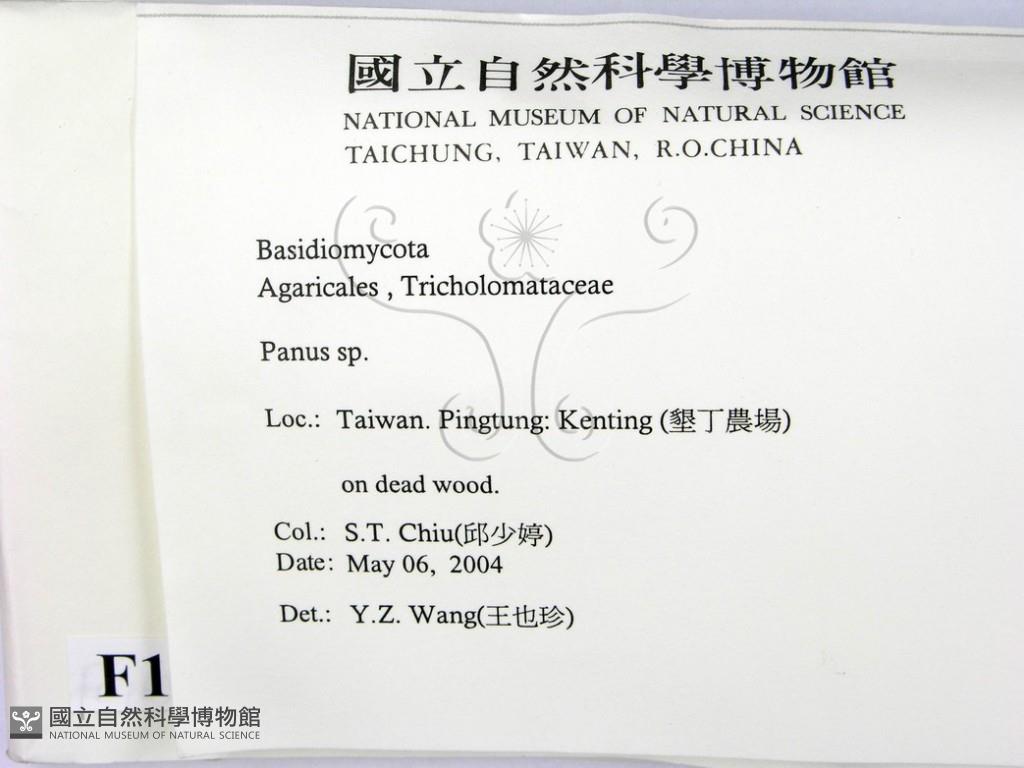 國立自然科學博物館
NATIONAL MUSEUM OF NATURAL SCIENCE
TAICHUNG, TAIWAN, R.O.CHINA
Basidiomycota
Agaricales , Tricholomataceae
Panus sp.
Loc.: Taiwan. Pingtung: Kenting (墾丁農場)
on dead wood.
Col.: S.T. Chiu(邱少婷)
Date: May 06, 2004
Det.: Y.Z. Wang(王也珍)
F1
國立自然科學博物館
NATIONAL MUSEUM OF NATURAL SCIENCE